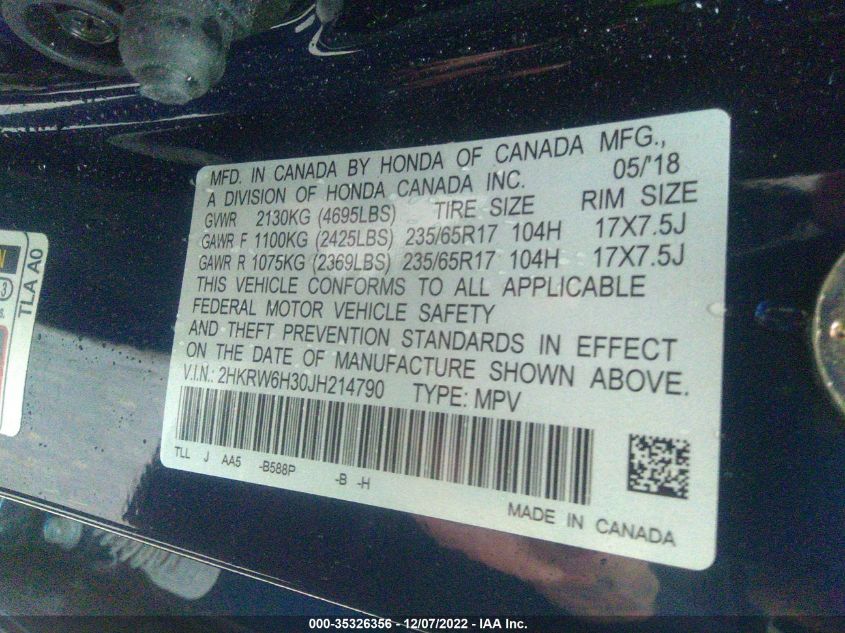 MFD. IN CANADA BY HONDA OF CANADA MFG.,
A DIVISION OF HONDA CANADA INC. 05/'18
GVWR 2130KG (4695LBS) TIRE SIZE RIM SIZE
GAWR F 1100KG (2425LBS) 235/65R17 104H 17X7.5J
GAWR R 1075KG (2369LBS) 235/65R17 104H 17X7.5J
THIS VEHICLE CONFORMS TO ALL APPLICABLE
FEDERAL MOTOR VEHICLE SAFETY
AND THEFT PREVENTION STANDARDS IN EFFECT
ON THE DATE OF MANUFACTURE SHOWN ABOVE.
V.I.N.: 2HKRW6H30JH214790 TYPE: MPV
TLL J AA5 -B588P -B -H
MADE IN CANADA
TLA A0
3
000-35326356 - 12/07/2022 - IAA Inc.